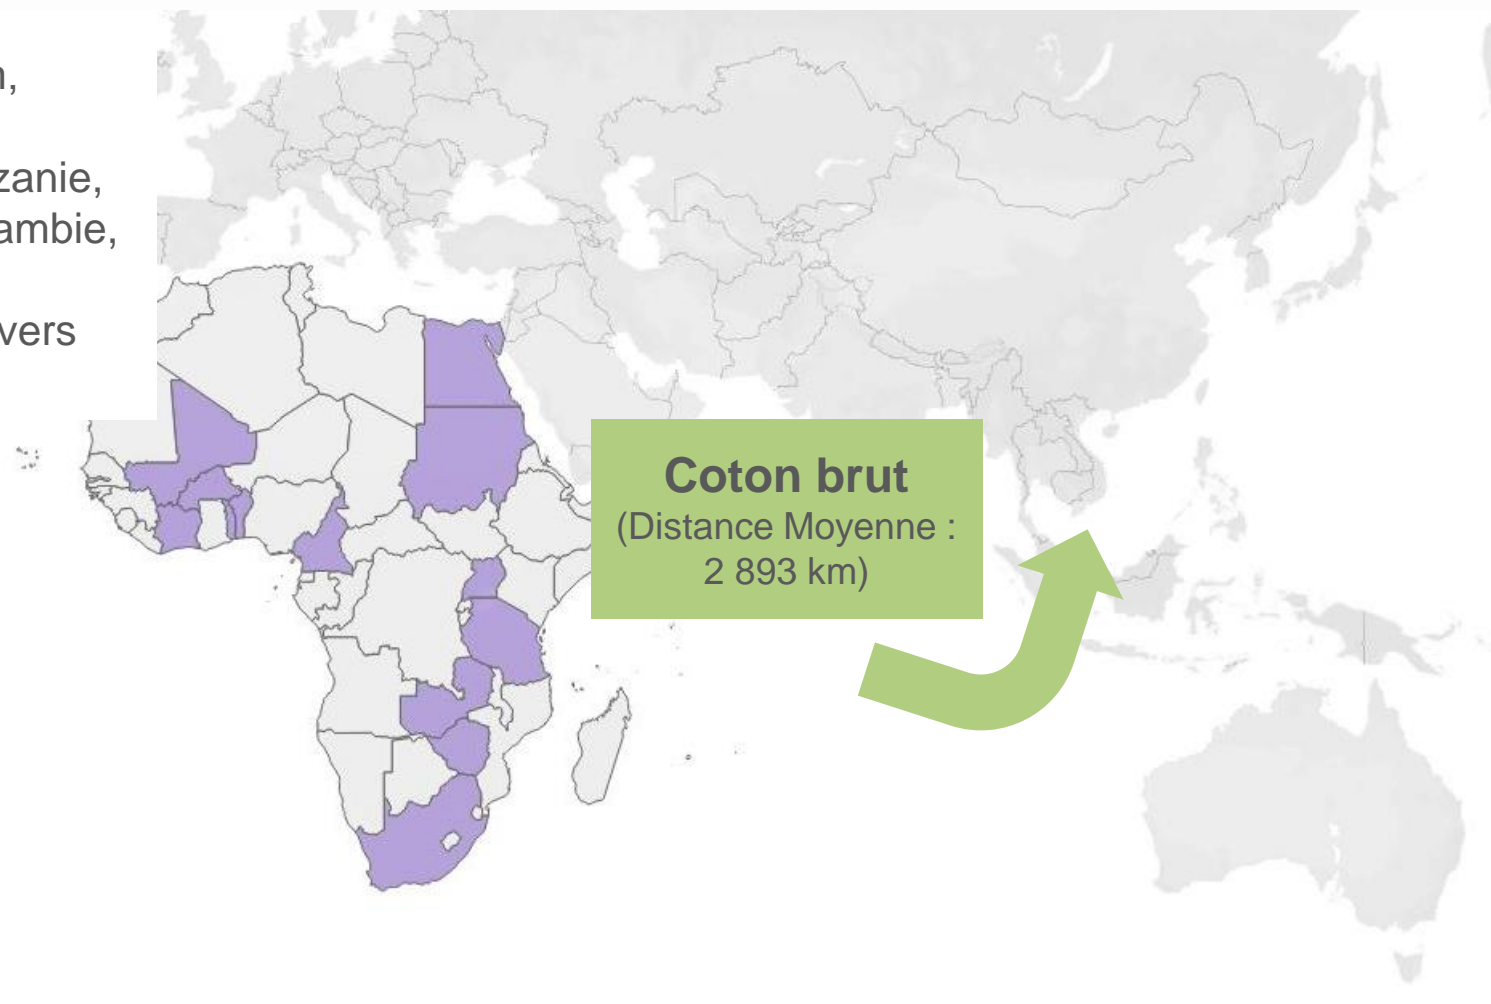 n,
zanie,
ambie,
vers
Coton brut
(Distance Moyenne :
2 893 km)